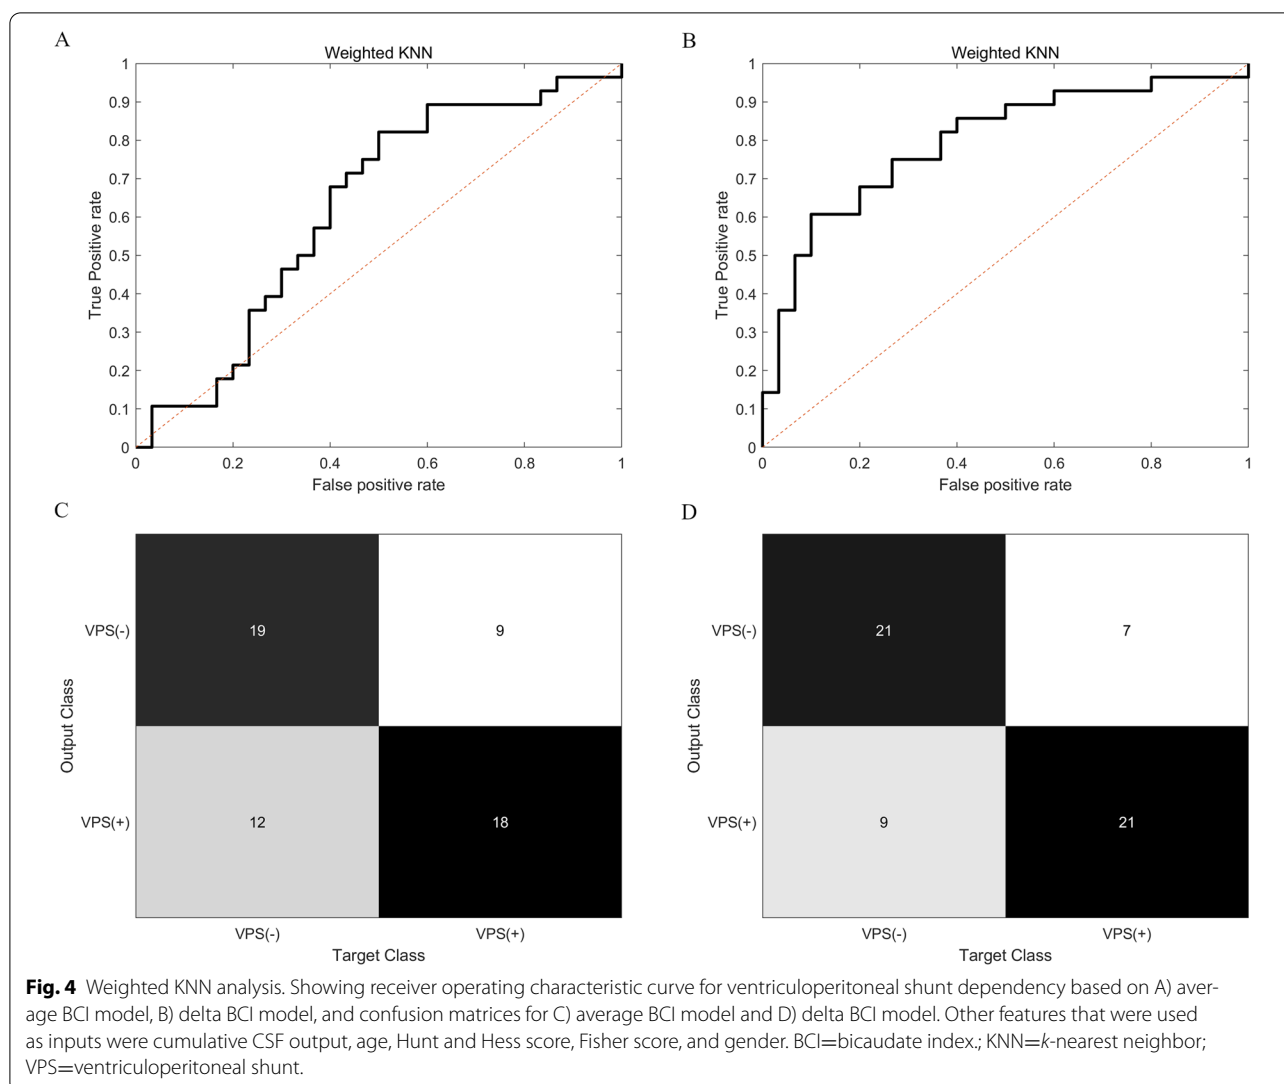 A
Weighted KNN
1
0.9
0.8
0.7
0.6
0.5
0.4
0.3
0.2
0.1
0
True Positive rate
0 0.2 0.4 0.6 0.8 1
False positive rate
B
Weighted KNN
1
0.9
0.8
0.7
0.6
0.5
0.4
0.3
0.2
0.1
0
True Positive rate
0 0.2 0.4 0.6 0.8 1
False positive rate
C
Output Class
VPS(-) 19 9
VPS(+) 12 18
VPS(-) VPS(+)
Target Class
D
Output Class
VPS(-) 21 7
VPS(+) 9 21
VPS(-) VPS(+)
Target Class
Fig. 4 Weighted KNN analysis. Showing receiver operating characteristic curve for ventriculoperitoneal shunt dependency based on A) aver-
age BCI model, B) delta BCI model, and confusion matrices for C) average BCI model and D) delta BCI model. Other features that were used
as inputs were cumulative CSF output, age, Hunt and Hess score, Fisher score, and gender. BCI=bicaudate index.; KNN=k-nearest neighbor;
VPS=ventriculoperitoneal shunt.